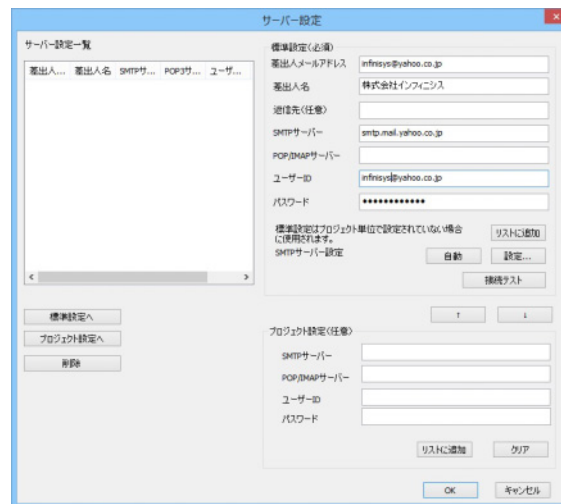 サーバー設定
サーバー設定一覧
差出人... 差出人名 SMTPサ... POP3サ... ユーザ...
標準設定へ
プロジェクト設定へ
削除
標準設定(必須)
差出人メールアドレス infinisys@yahoo.co.jp
差出人名 株式会社インフィニシス
返信先(任意)
SMTPサーバー smtp.mail.yahoo.co.jp
POP/IMAPサーバー
ユーザーID infinisys@yahoo.co.jp
パスワード ••••••••••••
標準設定はプロジェクト単位で設定されていない場合
に使用されます。
リストに追加
SMTPサーバー設定 自動 設定...
接続テスト
↑ ↓
プロジェクト設定(任意)
SMTPサーバー
POP/IMAPサーバー
ユーザーID
パスワード
リストに追加 クリア
OK キャンセル